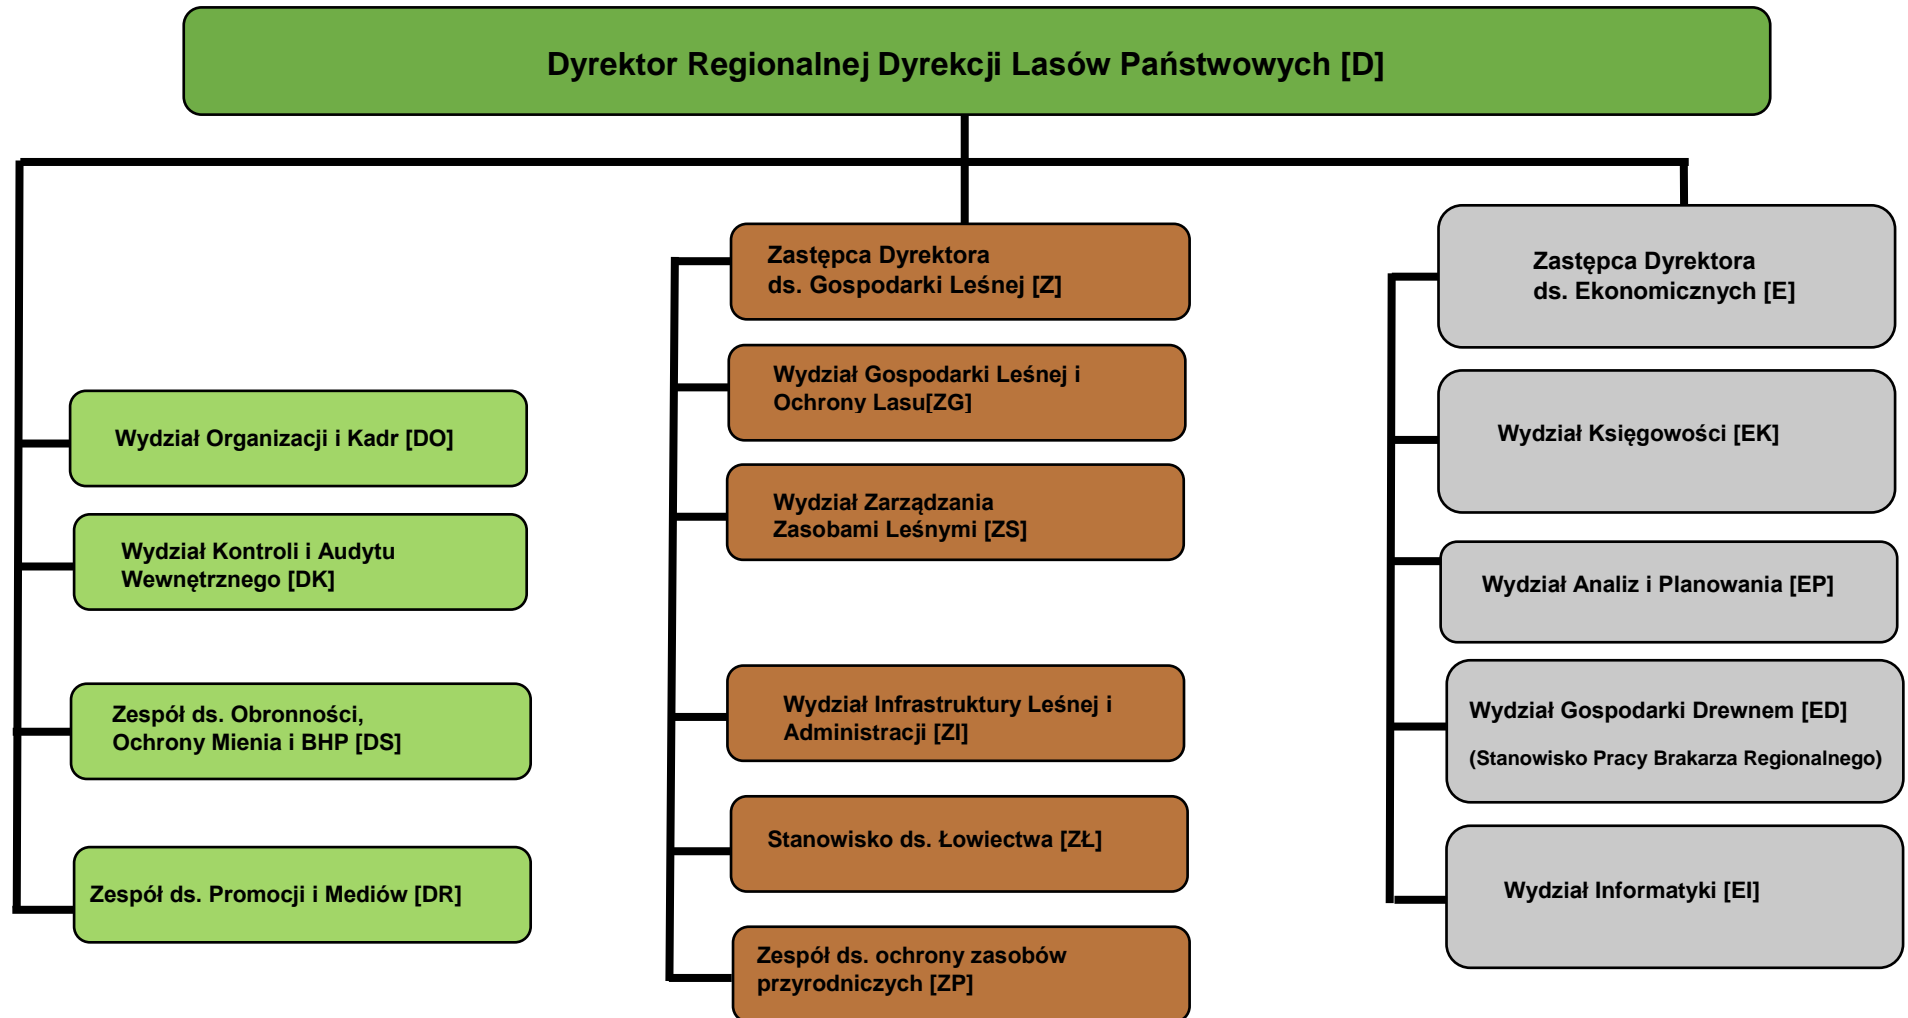 Dyrektor Regionalnej Dyrekcji Lasów Państwowych [D]
Wydział Organizacji i Kadr [DO]
Wydział Kontroli i Audytu
Wewnętrznego [DK]
Zespół ds. Obronności,
Ochrony Mienia i BHP [DS]
Zespół ds. Promocji i Mediów [DR]
Zastępca Dyrektora
ds. Gospodarki Leśnej [Z]
Wydział Gospodarki Leśnej i
Ochrony Lasu[ZG]
Wydział Zarządzania
Zasobami Leśnymi [ZS]
Wydział Infrastruktury Leśnej i
Administracji [ZI]
Stanowisko ds. Łowiectwa [ZŁ]
Zespół ds. ochrony zasobów
przyrodniczych [ZP]
Zastępca Dyrektora
ds. Ekonomicznych [E]
Wydział Księgowości [EK]
Wydział Analiz i Planowania [EP]
Wydział Gospodarki Drewnem [ED]
(Stanowisko Pracy Brakarza Regionalnego)
Wydział Informatyki [EI]